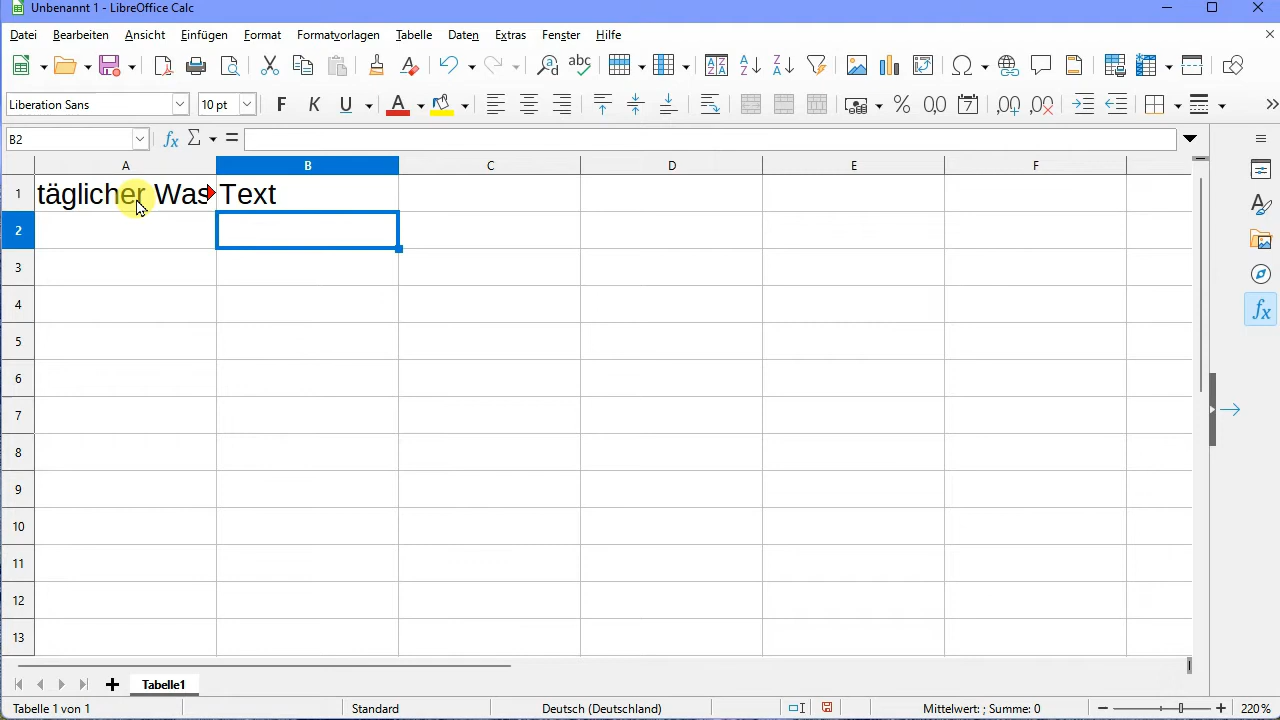 Unbenannt 1 - LibreOffice Calc
Datei Bearbeiten Ansicht Einfügen Format Formatvorlagen Tabelle Daten Extras Fenster Hilfe
Liberation Sans 10 pt F K U
B2
A B C D E F
1 täglicher Was Text
2
3
4
5
6
7
8
9
10
11
12
13
Tabelle1
Tabelle 1 von 1 Standard Deutsch (Deutschland) Mittelwert: ; Summe: 0 220%